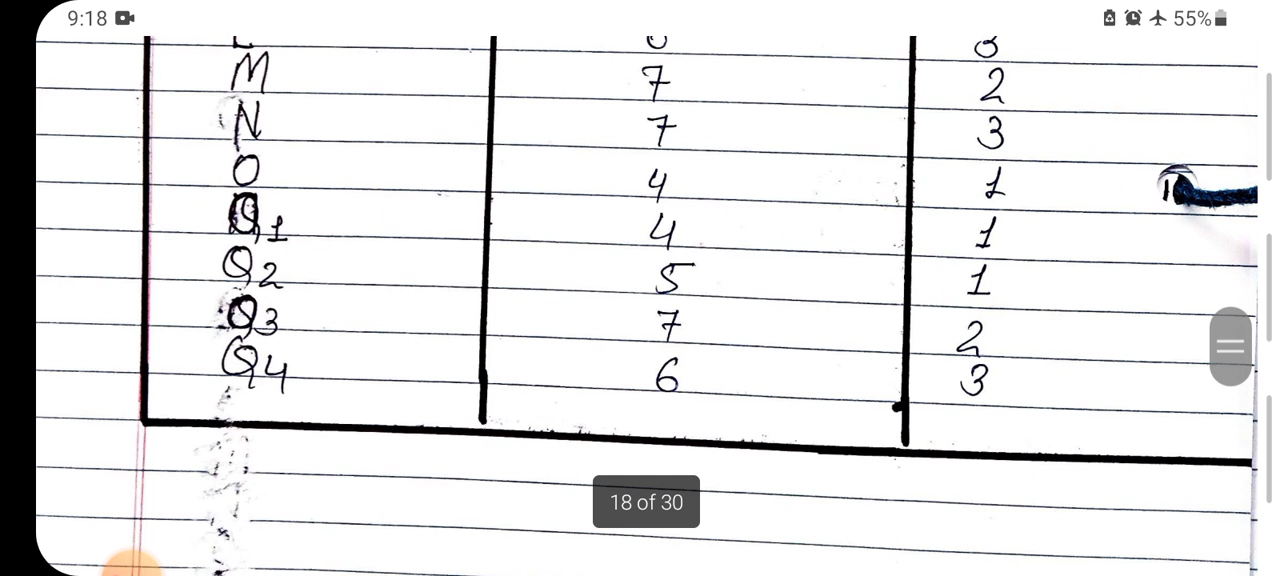 9:18 55%
3
M 7 2
N 7 3
O 4 1
Q1 4 1
Q2 5 1
Q3 7 2
Q4 6 3
18 of 30